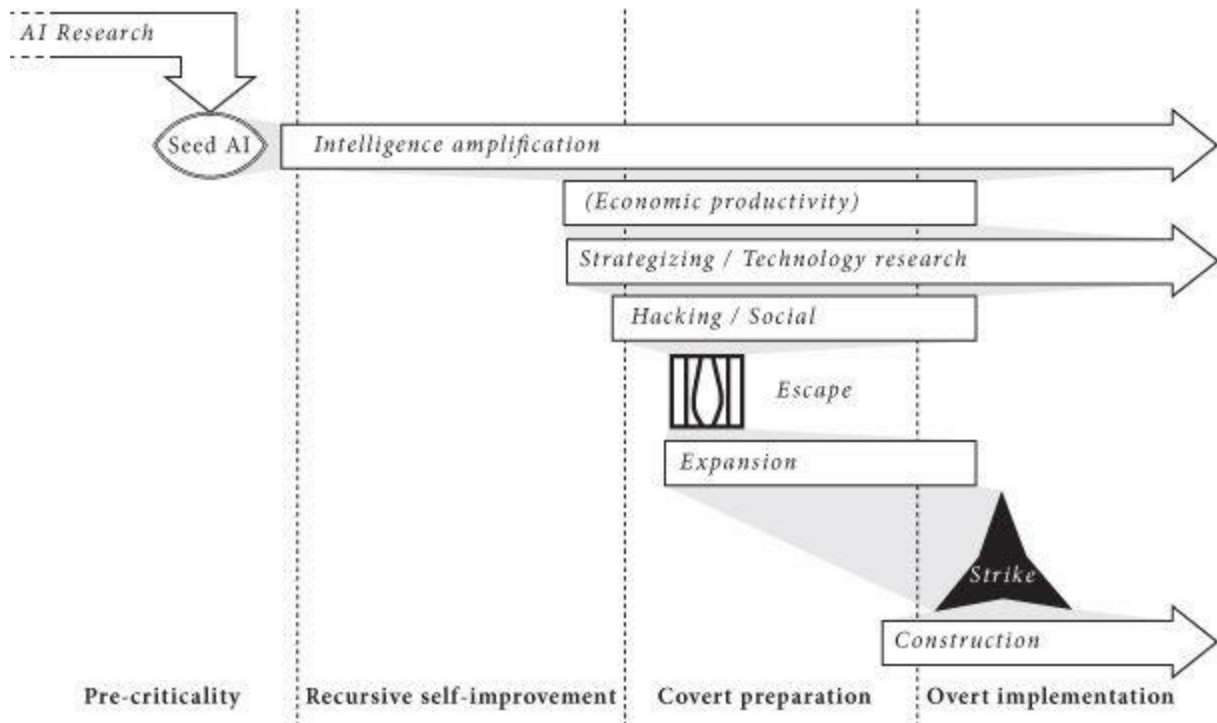 AI Research
Seed AI
Intelligence amplification
(Economic productivity)
Strategizing / Technology research
Hacking / Social
Escape
Expansion
Strike
Construction
Pre-criticality
Recursive self-improvement
Covert preparation
Overt implementation